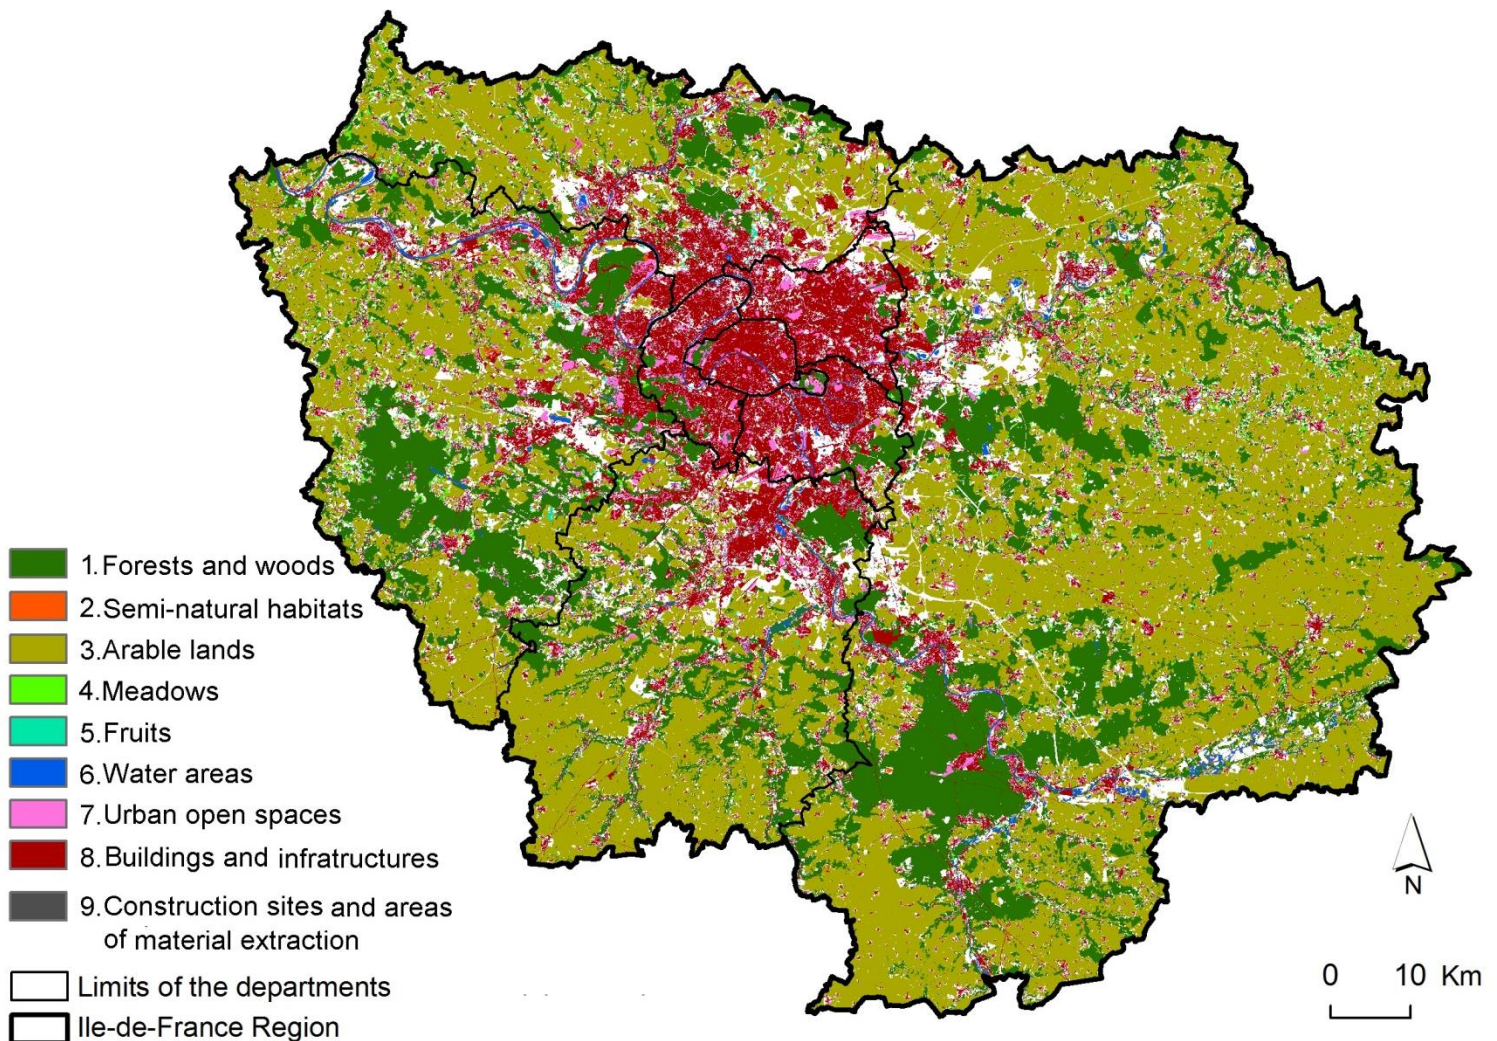 1.Forests and woods
2.Semi-natural habitats
3.Arable lands
4.Meadows
5.Fruits
6.Water areas
7.Urban open spaces
8.Buildings and infratructures
9.Construction sites and areas
of material extraction
Limits of the departments
Ile-de-France Region
N
0 10 Km